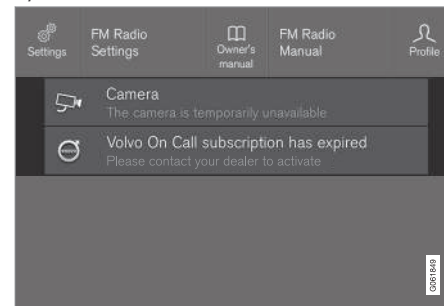 Settings
FM Radio
Settings
Owner's
manual
FM Radio
Manual
Profile
Camera
The camera is temporarily unavailable
Volvo On Call subscription has expired
Please contact your dealer to activate
G061849